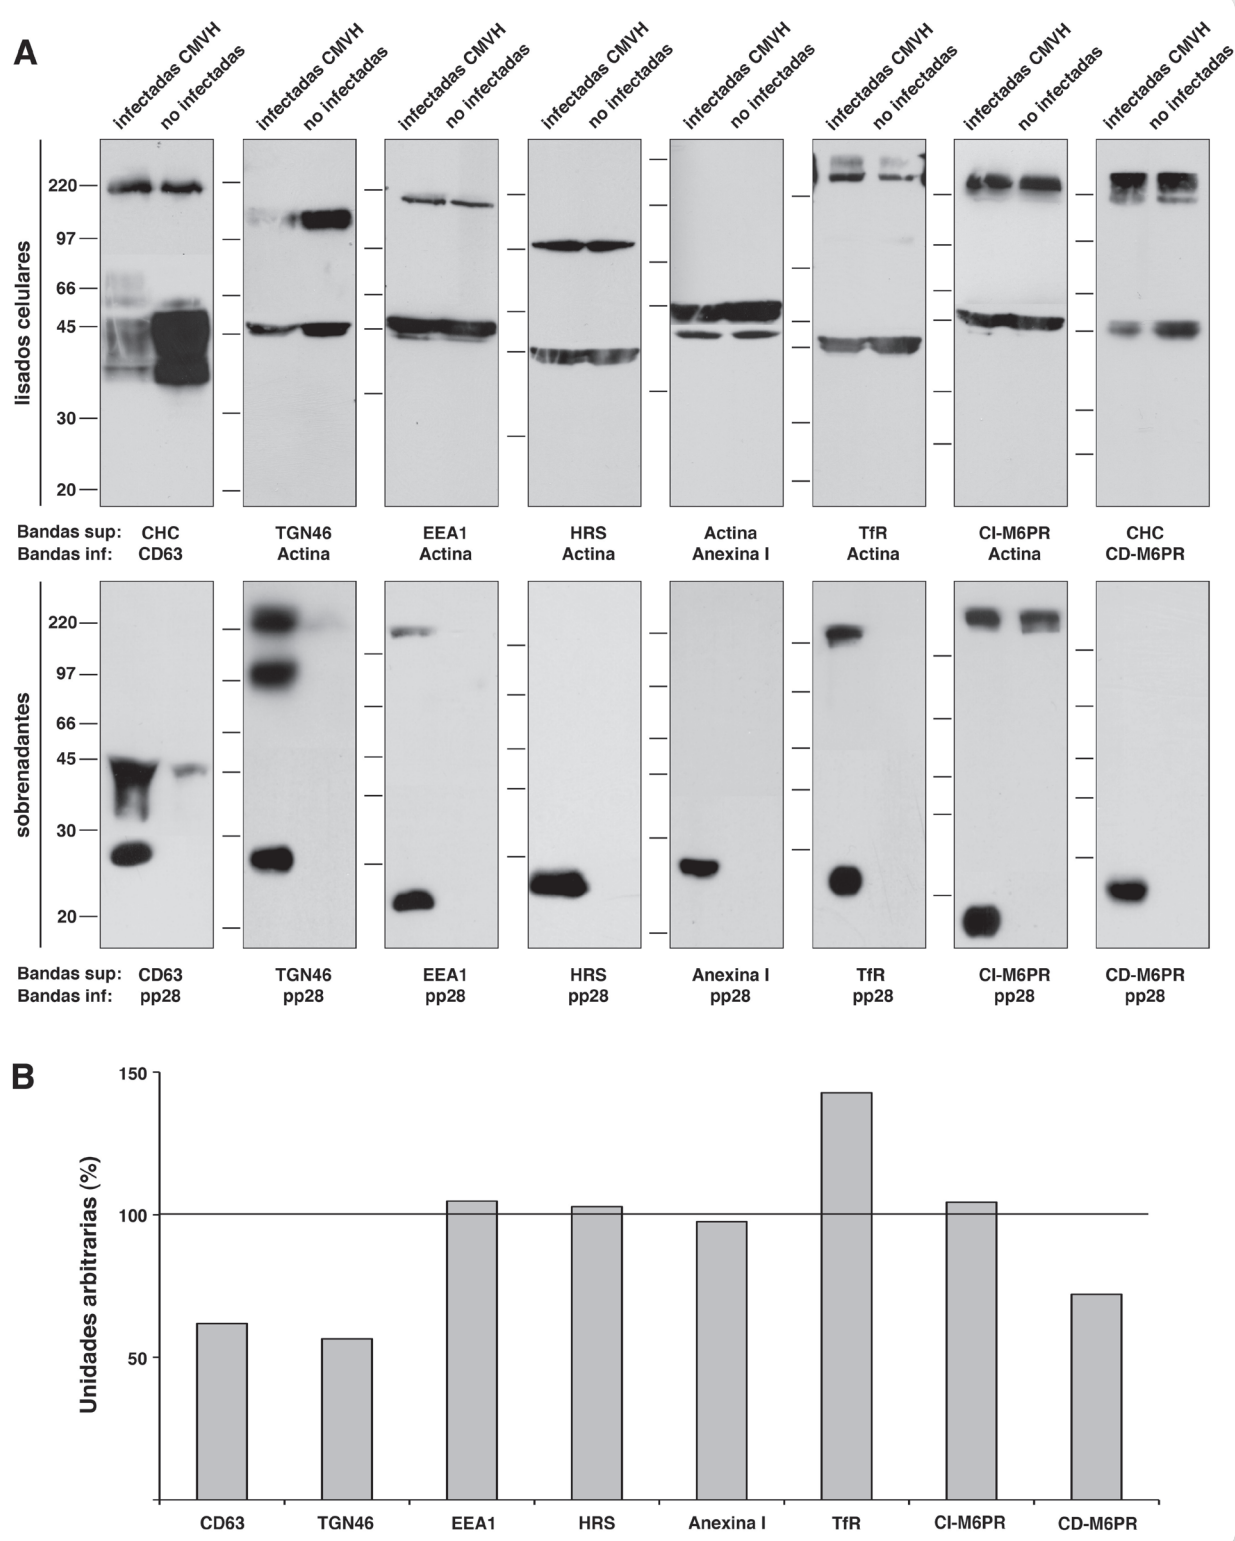 A
infectadas CMVH no infectadas infectadas CMVH no infectadas infectadas CMVH no infectadas infectadas CMVH no infectadas infectadas CMVH no infectadas infectadas CMVH no infectadas infectadas CMVH no infectadas infectadas CMVH no infectadas
lisados celulares
220
97
66
45
30
20
Bandas sup: CHC TGN46 EEA1 HRS Actina TfR CI-M6PR CHC
Bandas inf: CD63 Actina Actina Actina Anexina I Actina Actina CD-M6PR
sobrenadantes
220
97
66
45
30
20
Bandas sup: CD63 TGN46 EEA1 HRS Anexina I TfR CI-M6PR CD-M6PR
Bandas inf: pp28 pp28 pp28 pp28 pp28 pp28 pp28 pp28
B
Unidades arbitrarias (%)
150
100
50
CD63 TGN46 EEA1 HRS Anexina I TfR CI-M6PR CD-M6PR